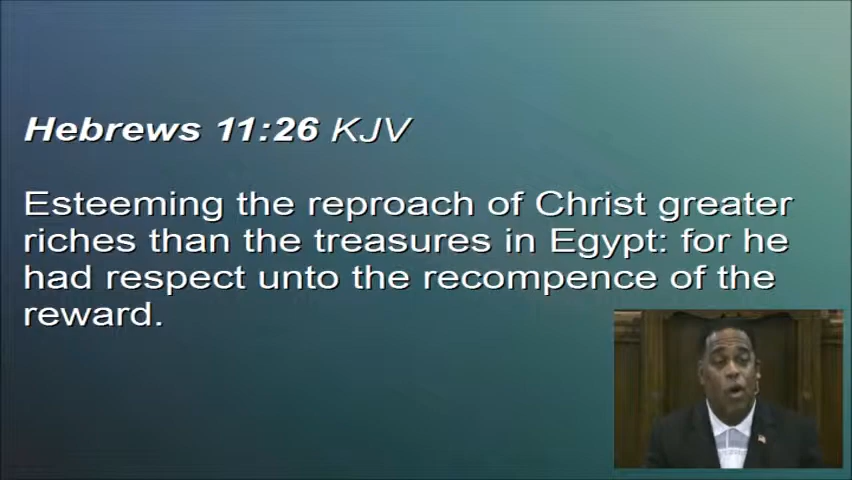 Hebrews 11:26 KJV
Esteeming the reproach of Christ greater
riches than the treasures in Egypt: for he
had respect unto the recompence of the
reward.